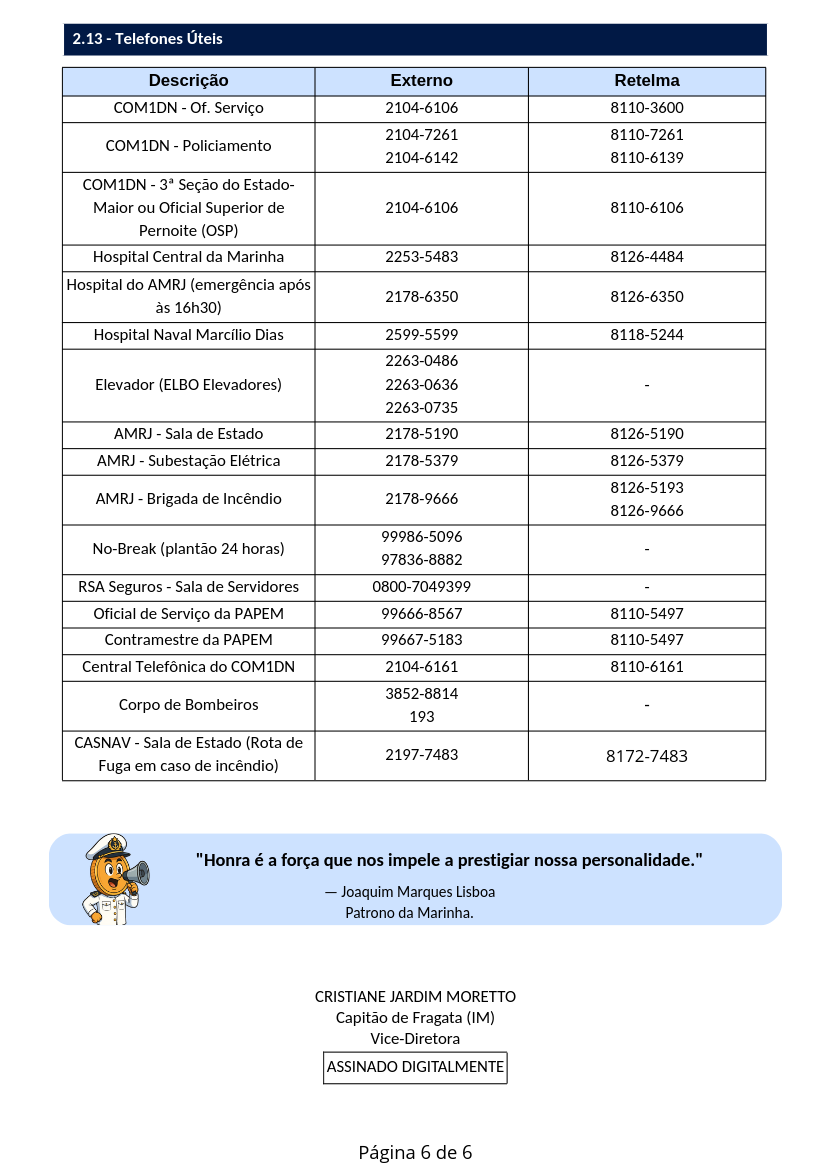 2.13 - Telefones Úteis
Descrição Externo Retelma
COM1DN - Of. Serviço 2104-6106 8110-3600
COM1DN - Policiamento
2104-7261
2104-6142
8110-7261
8110-6139
COM1DN - 3ª Seção do Estado-
Maior ou Oficial Superior de
Pernoite (OSP)
2104-6106 8110-6106
Hospital Central da Marinha 2253-5483 8126-4484
Hospital do AMRJ (emergência após
às 16h30)
2178-6350 8126-6350
Hospital Naval Marcílio Dias 2599-5599 8118-5244
Elevador (ELBO Elevadores)
2263-0486
2263-0636
2263-0735
-
AMRJ - Sala de Estado 2178-5190 8126-5190
AMRJ - Subestação Elétrica 2178-5379 8126-5379
AMRJ - Brigada de Incêndio 2178-9666
8126-5193
8126-9666
No-Break (plantão 24 horas)
99986-5096
97836-8882
-
RSA Seguros - Sala de Servidores 0800-7049399 -
Oficial de Serviço da PAPEM 99666-8567 8110-5497
Contramestre da PAPEM 99667-5183 8110-5497
Central Telefônica do COM1DN 2104-6161 8110-6161
Corpo de Bombeiros
3852-8814
193
-
CASNAV - Sala de Estado (Rota de
Fuga em caso de incêndio)
2197-7483 8172-7483
"Honra é a força que nos impele a prestigiar nossa personalidade."
— Joaquim Marques Lisboa
Patrono da Marinha.
CRISTIANE JARDIM MORETTO
Capitão de Fragata (IM)
Vice-Diretora
ASSINADO DIGITALMENTE
Página 6 de 6